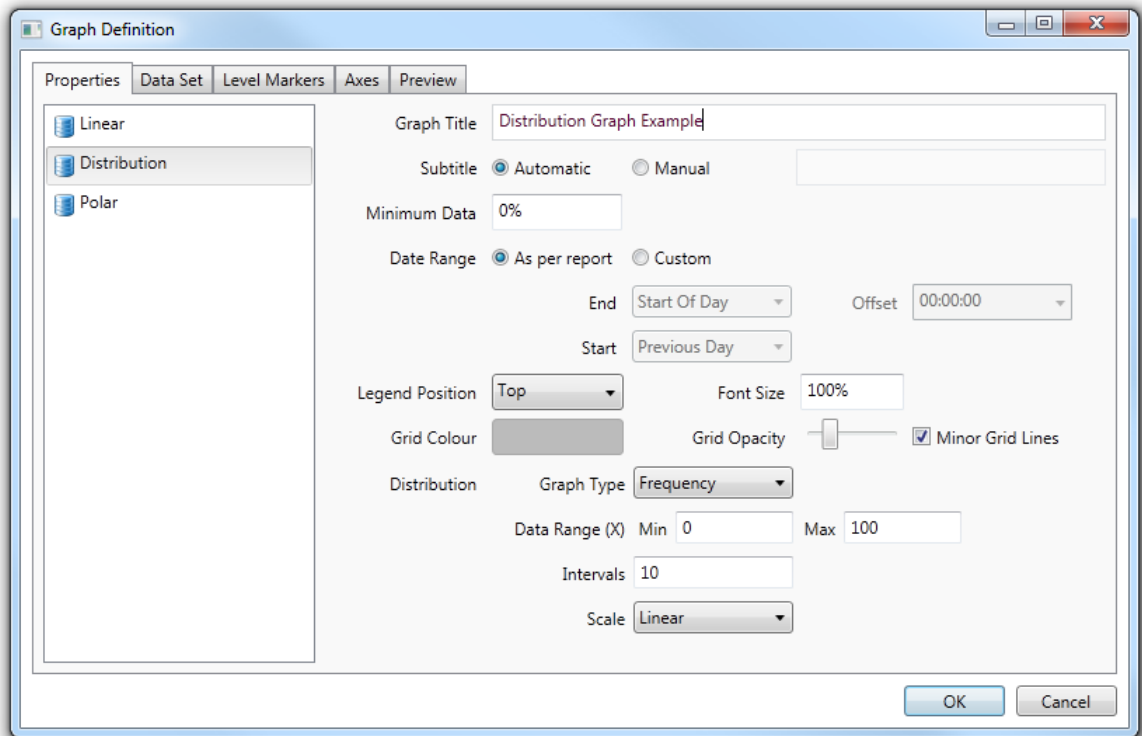 Graph Definition
Properties Data Set Level Markers Axes Preview
Linear
Distribution
Polar
Graph Title Distribution Graph Example
Subtitle Automatic Manual
Minimum Data 0%
Date Range As per report Custom
End Start Of Day Offset 00:00:00
Start Previous Day
Legend Position Top Font Size 100%
Grid Colour Grid Opacity Minor Grid Lines
Distribution Graph Type Frequency
Data Range (X) Min 0 Max 100
Intervals 10
Scale Linear
OK Cancel